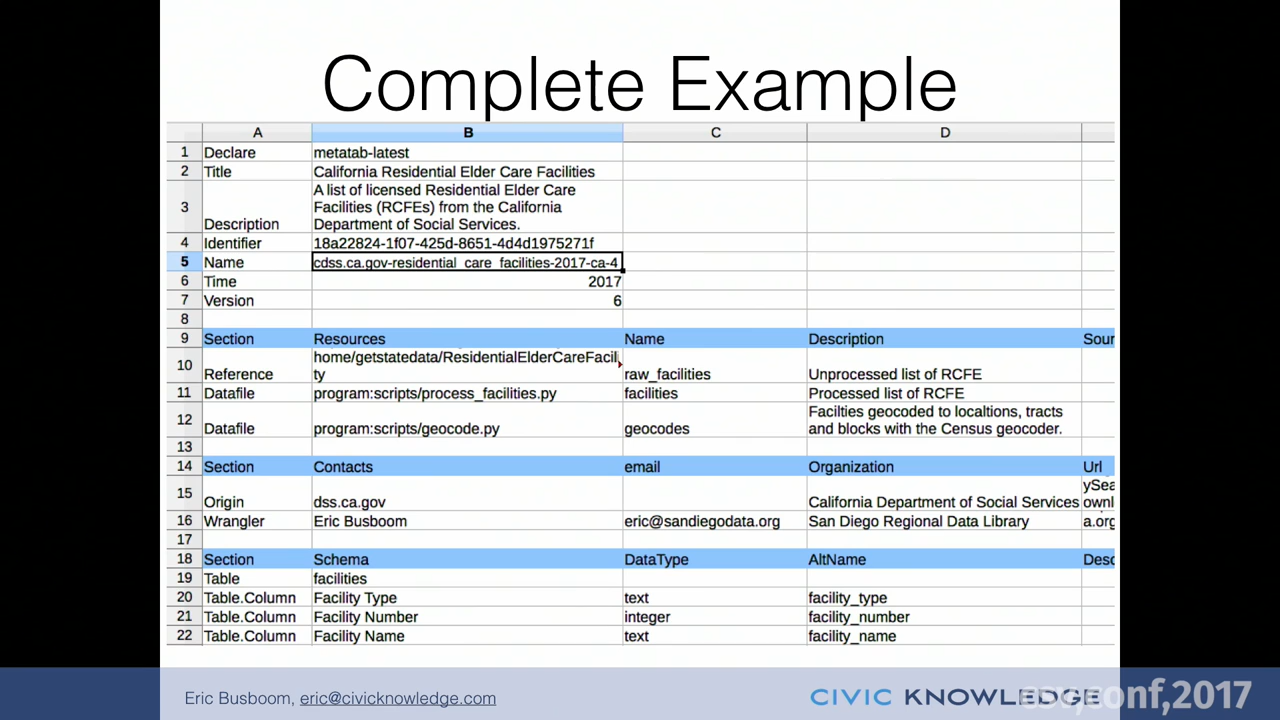 Complete Example
A B C D
1 Declare metatab-latest
2 Title California Residential Elder Care Facilities
A list of licensed Residential Elder Care
3 Facilities (RCFEs) from the California
Description Department of Social Services.
4 Identifier 18a22824-1f07-425d-8651-4d4d1975271f
5 Name cdss.ca.gov-residential_care_facilities-2017-ca-4
6 Time 2017
7 Version 6
8
9 Section Resources Name Description Sour
home/getstatedata/ResidentialElderCareFacili
10 Reference ty raw_facilities Unprocessed list of RCFE
11 Datafile program:scripts/process_facilities.py facilities Processed list of RCFE
Facilties geocoded to localtions, tracts
12 Datafile program:scripts/geocode.py geocodes and blocks with the Census geocoder.
13
14 Section Contacts email Organization Url
ySea
15 Origin dss.ca.gov California Department of Social Services ownl
16 Wrangler Eric Busboom eric@sandiegodata.org San Diego Regional Data Library a.org
17
18 Section Schema DataType AltName Desc
19 Table facilities
20 Table.Column Facility Type text facility_type
21 Table.Column Facility Number integer facility_number
22 Table.Column Facility Name text facility_name
Eric Busboom, eric@civicknowledge.com
CIVIC KNOWLEDGE
csv,conf,2017